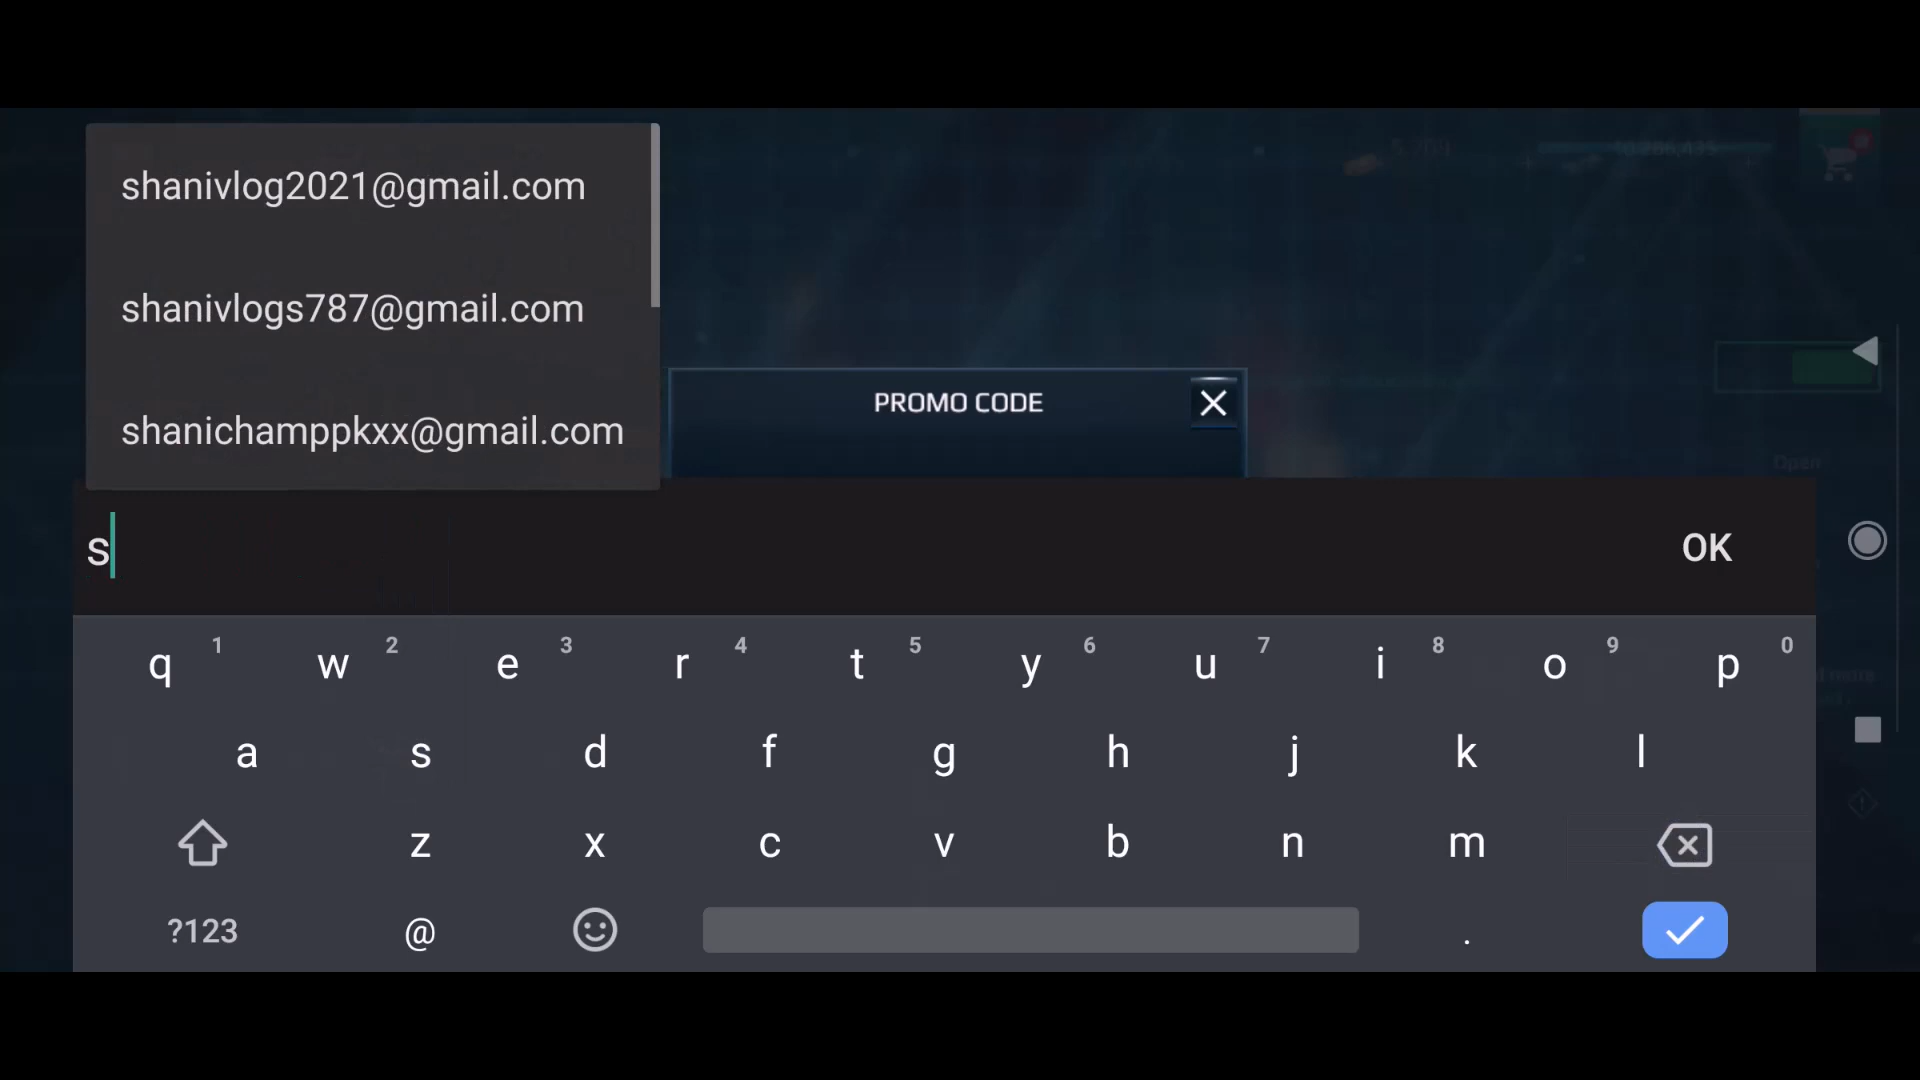 shanivlog2021@gmail.com
shanivlogs787@gmail.com
shanichamppkxx@gmail.com
PROMO CODE
Open
s
OK
q 1 w 2 e 3 r 4 t 5 y 6 u 7 i 8 o 9 p 0
a s d f g h j k l
z x c v b n m
?123 @ .